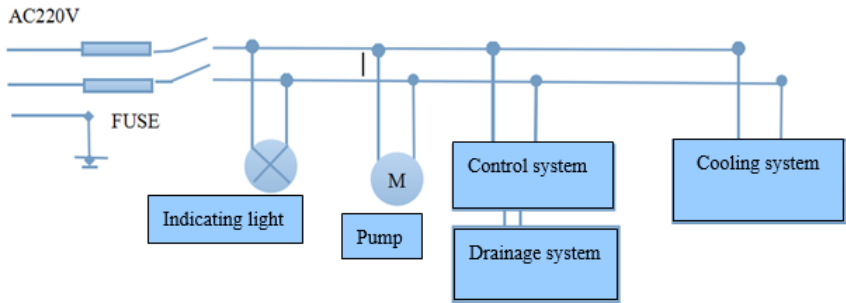 AC220V
FUSE
M
Control system
Cooling system
Indicating light
Pump
Drainage system